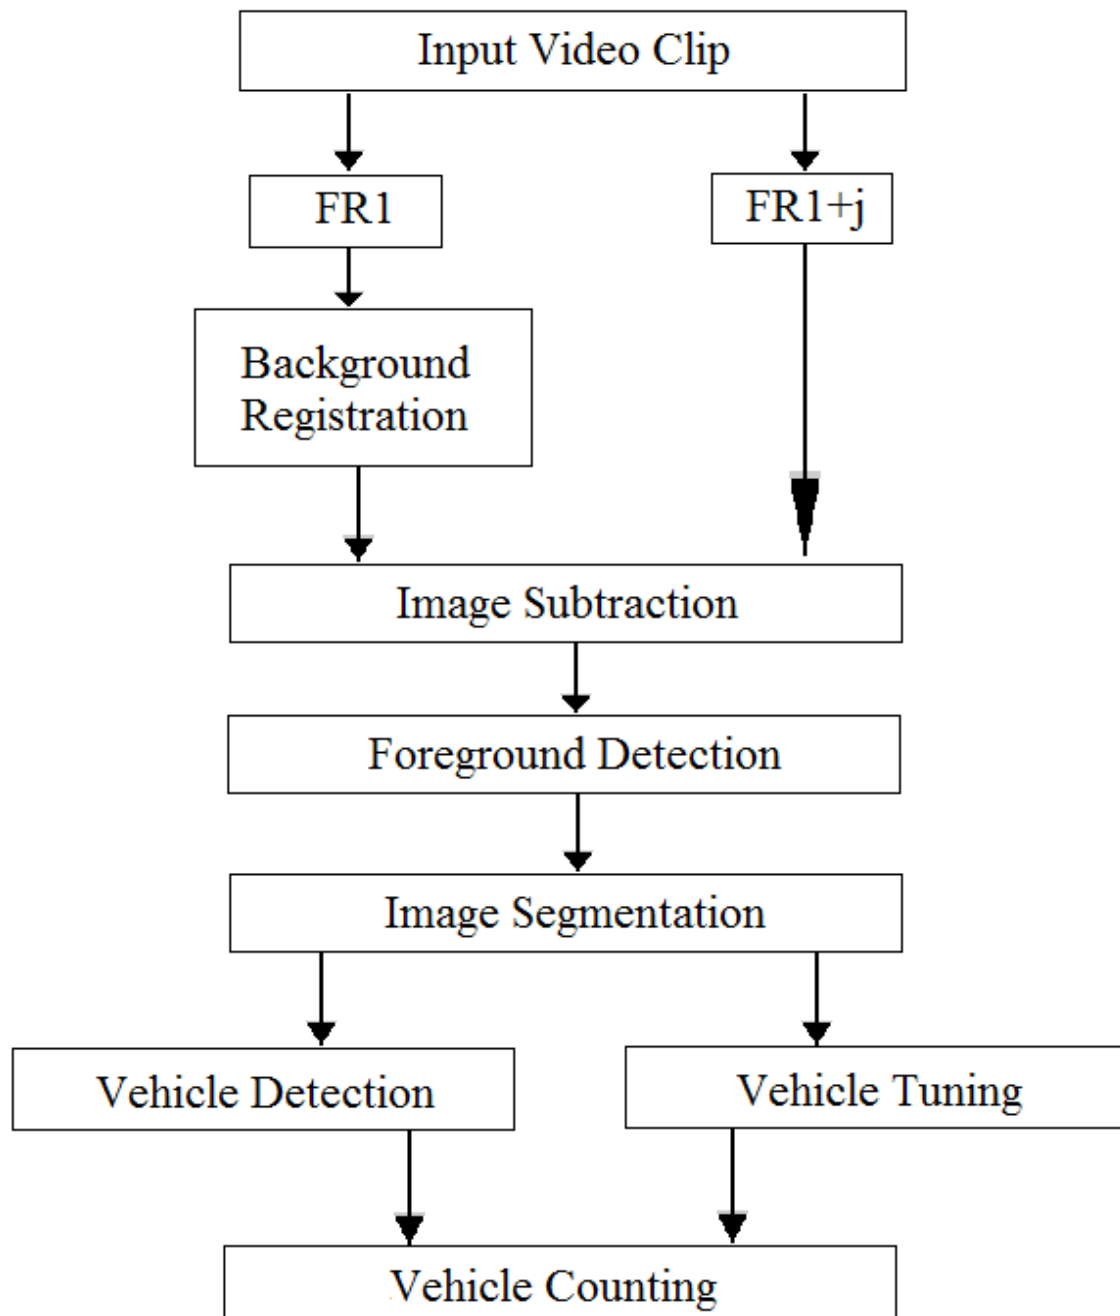 Input Video Clip
FR1
FR1+j
Background
Registration
Image Subtraction
Foreground Detection
Image Segmentation
Vehicle Detection
Vehicle Tuning
Vehicle Counting